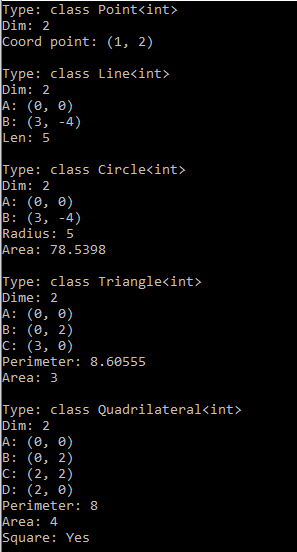 Type: class Point<int>
Dim: 2
Coord point: (1, 2)
Type: class Line<int>
Dim: 2
A: (0, 0)
B: (3, -4)
Len: 5
Type: class Circle<int>
Dim: 2
A: (0, 0)
B: (3, -4)
Radius: 5
Area: 78.5398
Type: class Triangle<int>
Dime: 2
A: (0, 0)
B: (0, 2)
C: (3, 0)
Perimeter: 8.60555
Area: 3
Type: class Quadrilateral<int>
Dim: 2
A: (0, 0)
B: (0, 2)
C: (2, 2)
D: (2, 0)
Perimeter: 8
Area: 4
Square: Yes